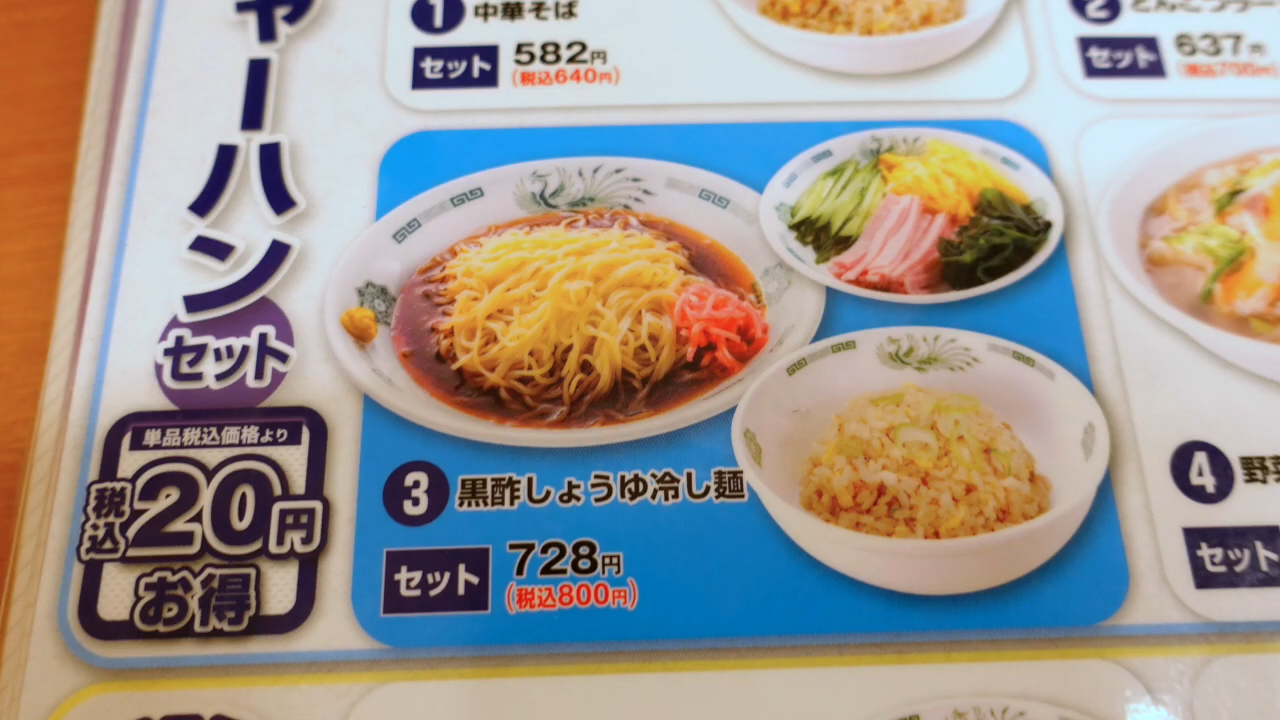 ャーハン
セット
単品税込価格より
税込20円
お得
1 中華そば
セット 582円
(税込640円)
2
セット 637円
3 黒酢しょうゆ冷し麺
セット 728円
(税込800円)
4 野菜
セット